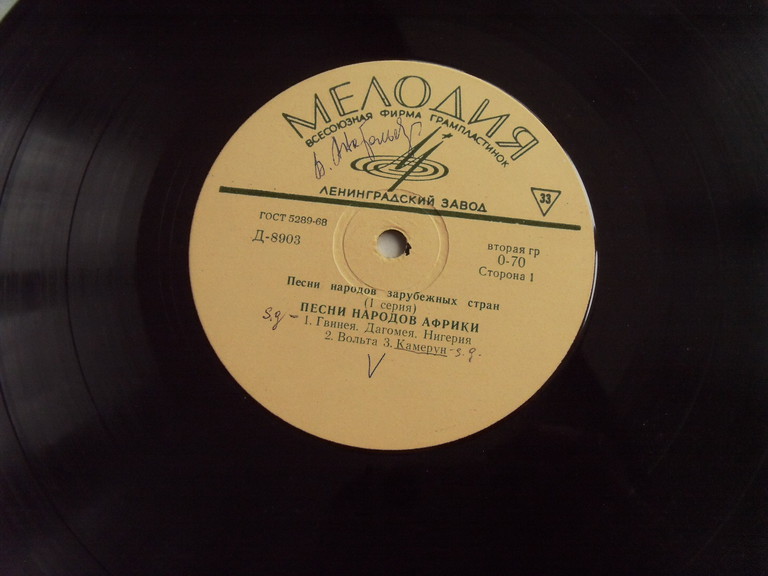 МЕЛОДИЯ
ВСЕСОЮЗНАЯ ФИРМА ГРАМПЛАСТИНОК
ЛЕНИНГРАДСКИЙ ЗАВОД
33
ГОСТ 5289-68
Д-8903
вторая гр
0-70
Сторона 1
Песни народов зарубежных стран
(1 серия)
ПЕСНИ НАРОДОВ АФРИКИ
s.g - 1. Гвинея. Дагомея. Нигерия
2. Вольта 3. Камерун - s.g.
V